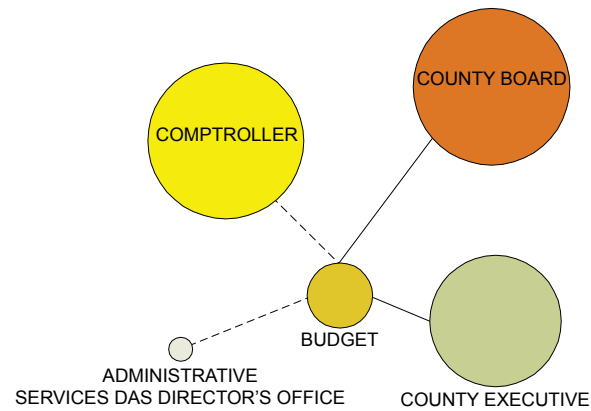 COUNTY BOARD
COMPTROLLER
BUDGET
ADMINISTRATIVE
SERVICES DAS DIRECTOR'S OFFICE
COUNTY EXECUTIVE